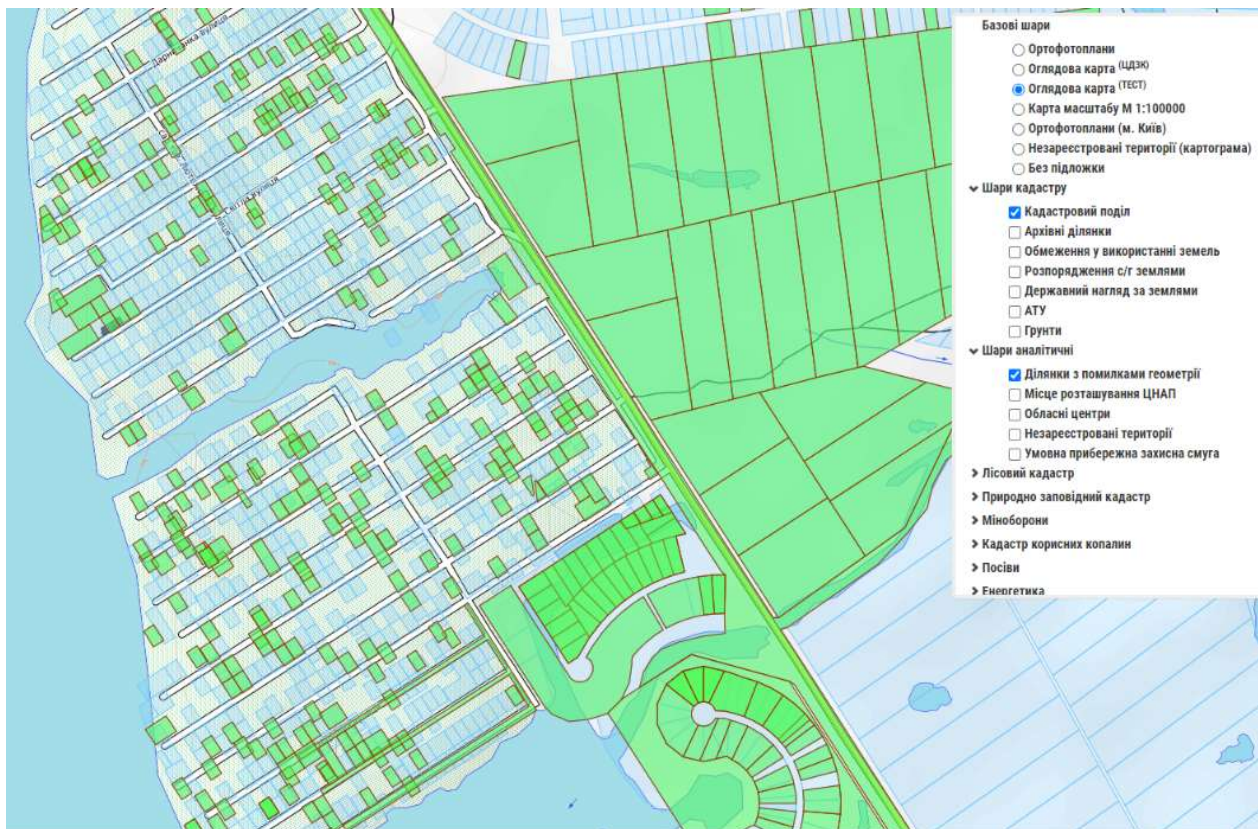 Базові шари
Ортофотоплани
Оглядова карта (ЦДЗК)
Оглядова карта (ТЕСТ)
Карта масштабу М 1:100000
Ортофотоплани (м. Київ)
Незареєстровані території (картограма)
Без підложки
Шари кадастру
Кадастровий поділ
Архівні ділянки
Обмеження у використанні земель
Розпорядження с/г землями
Державний нагляд за землями
АТУ
Грунти
Шари аналітичні
Ділянки з помилками геометрії
Місце розташування ЦНАП
Обласні центри
Незареєстровані території
Умовна прибережна захисна смуга
Лісовий кадастр
Природно заповідний кадастр
Міноборони
Кадастр корисних копалин
Посіви
Енергетика
вулиця
вулиця